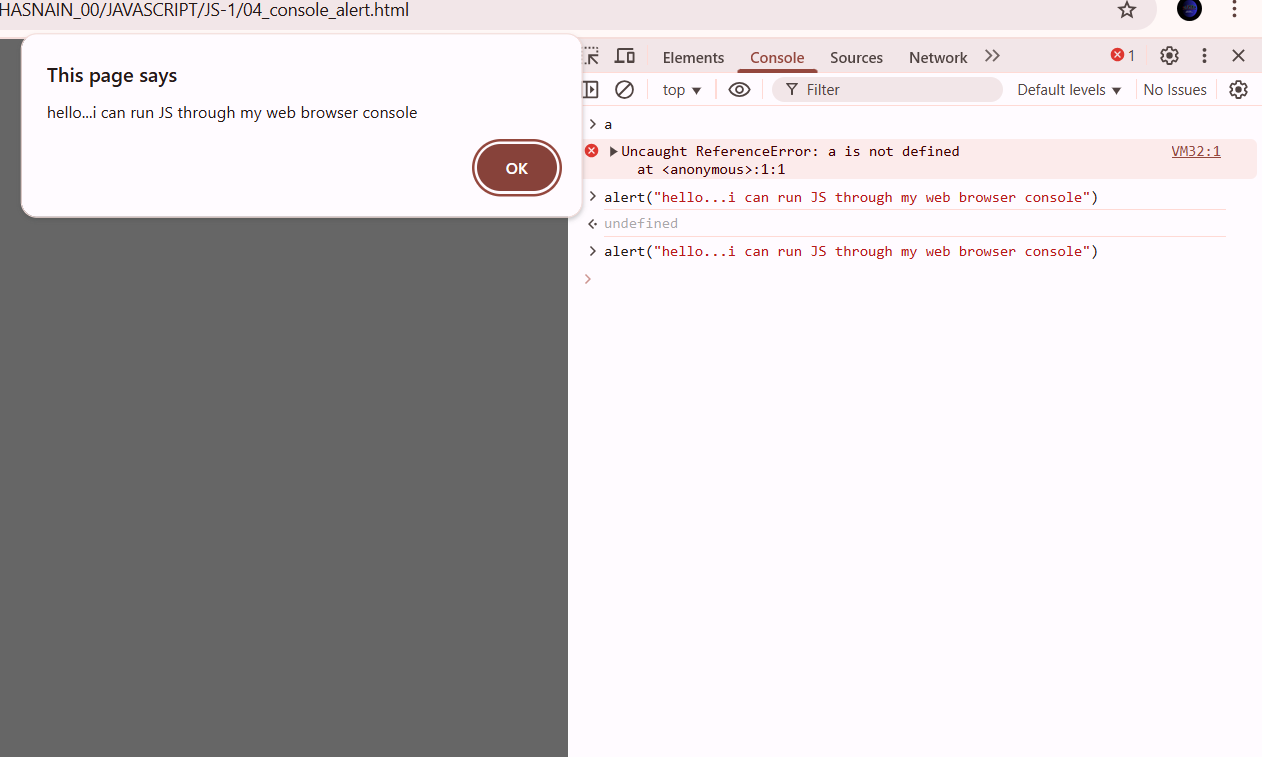 HASNAIN_00/JAVASCRIPT/JS-1/04_console_alert.html
This page says
hello...i can run JS through my web browser console
OK
Elements Console Sources Network 1
top Filter Default levels No Issues
a
Uncaught ReferenceError: a is not defined VM32:1
at <anonymous>:1:1
alert("hello...i can run JS through my web browser console")
undefined
alert("hello...i can run JS through my web browser console")